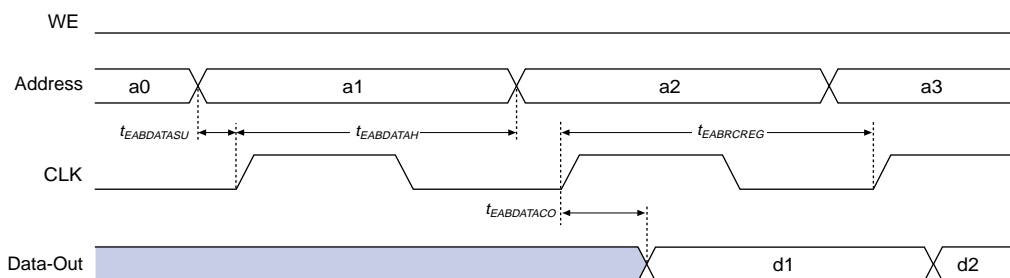 WE
Address a0 a1 a2 a3
tEABDATASU tEABDATAH tEABRCREG
CLK
tEABDATACO
Data-Out d1 d2